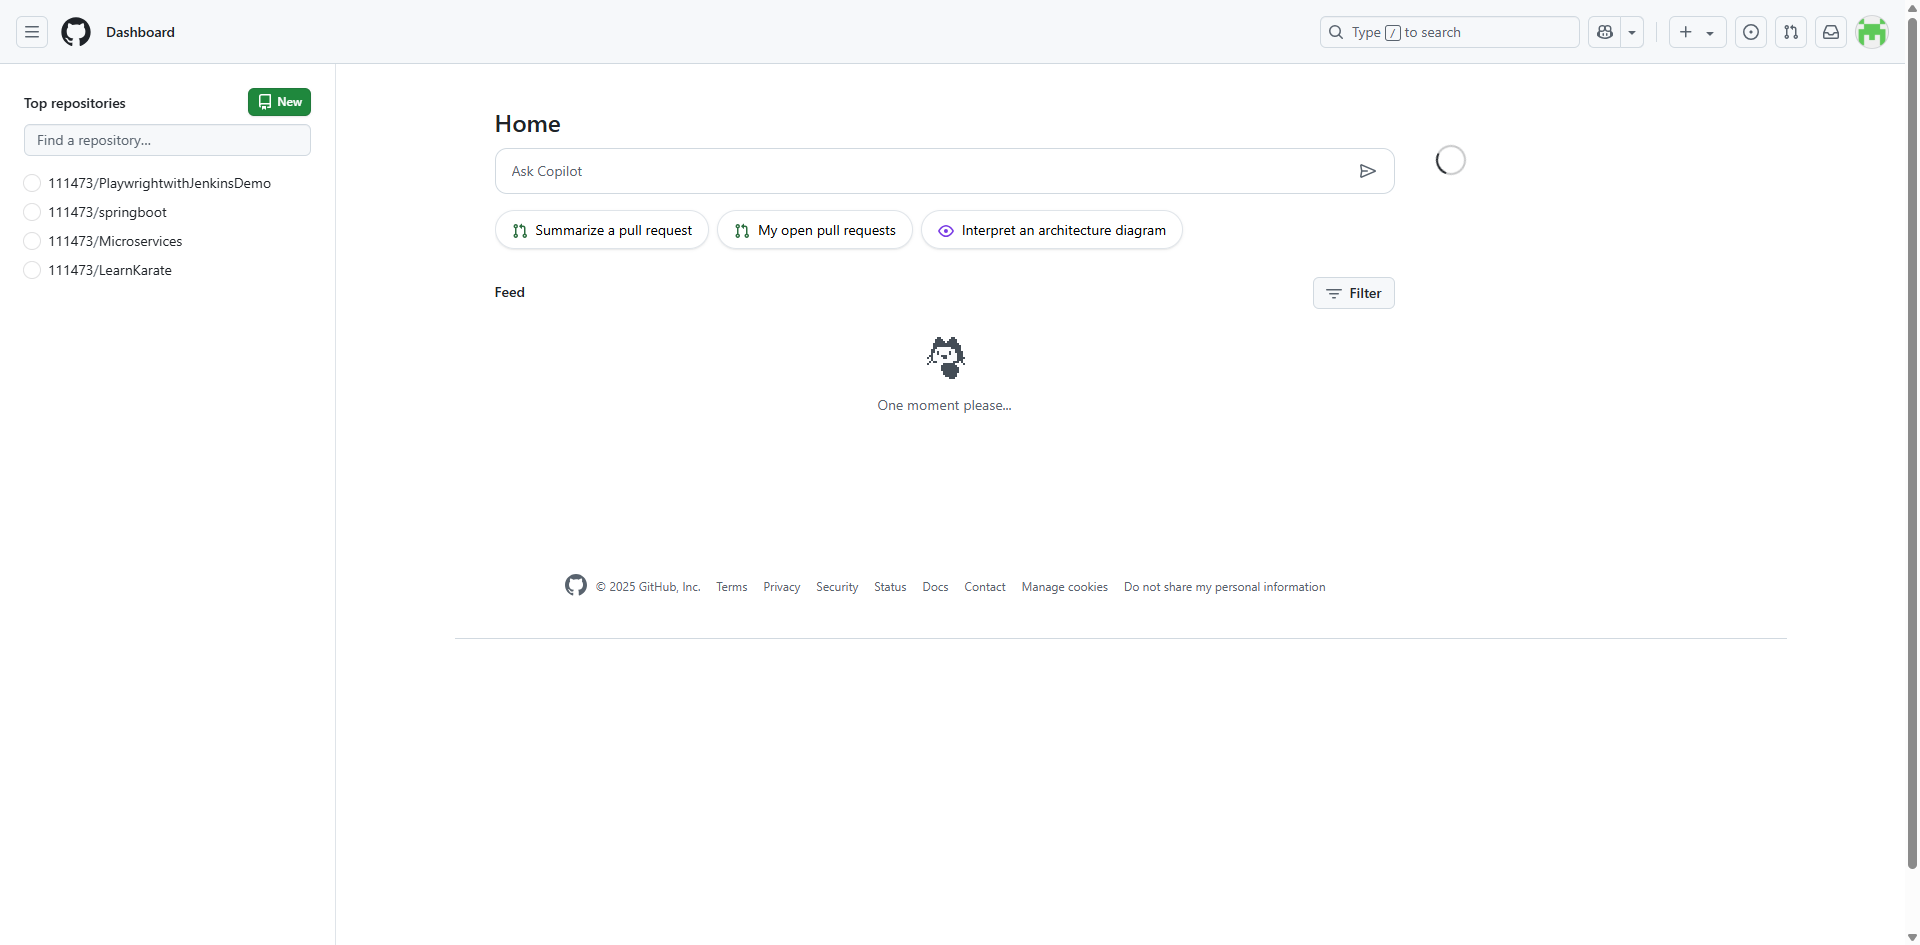 Dashboard
Type / to search
Top repositories
New
Find a repository...
111473/PlaywrightwithJenkinsDemo
111473/springboot
111473/Microservices
111473/LearnKarate
Home
Ask Copilot
Summarize a pull request
My open pull requests
Interpret an architecture diagram
Feed
Filter
One moment please...
© 2025 GitHub, Inc. Terms Privacy Security Status Docs Contact Manage cookies Do not share my personal information